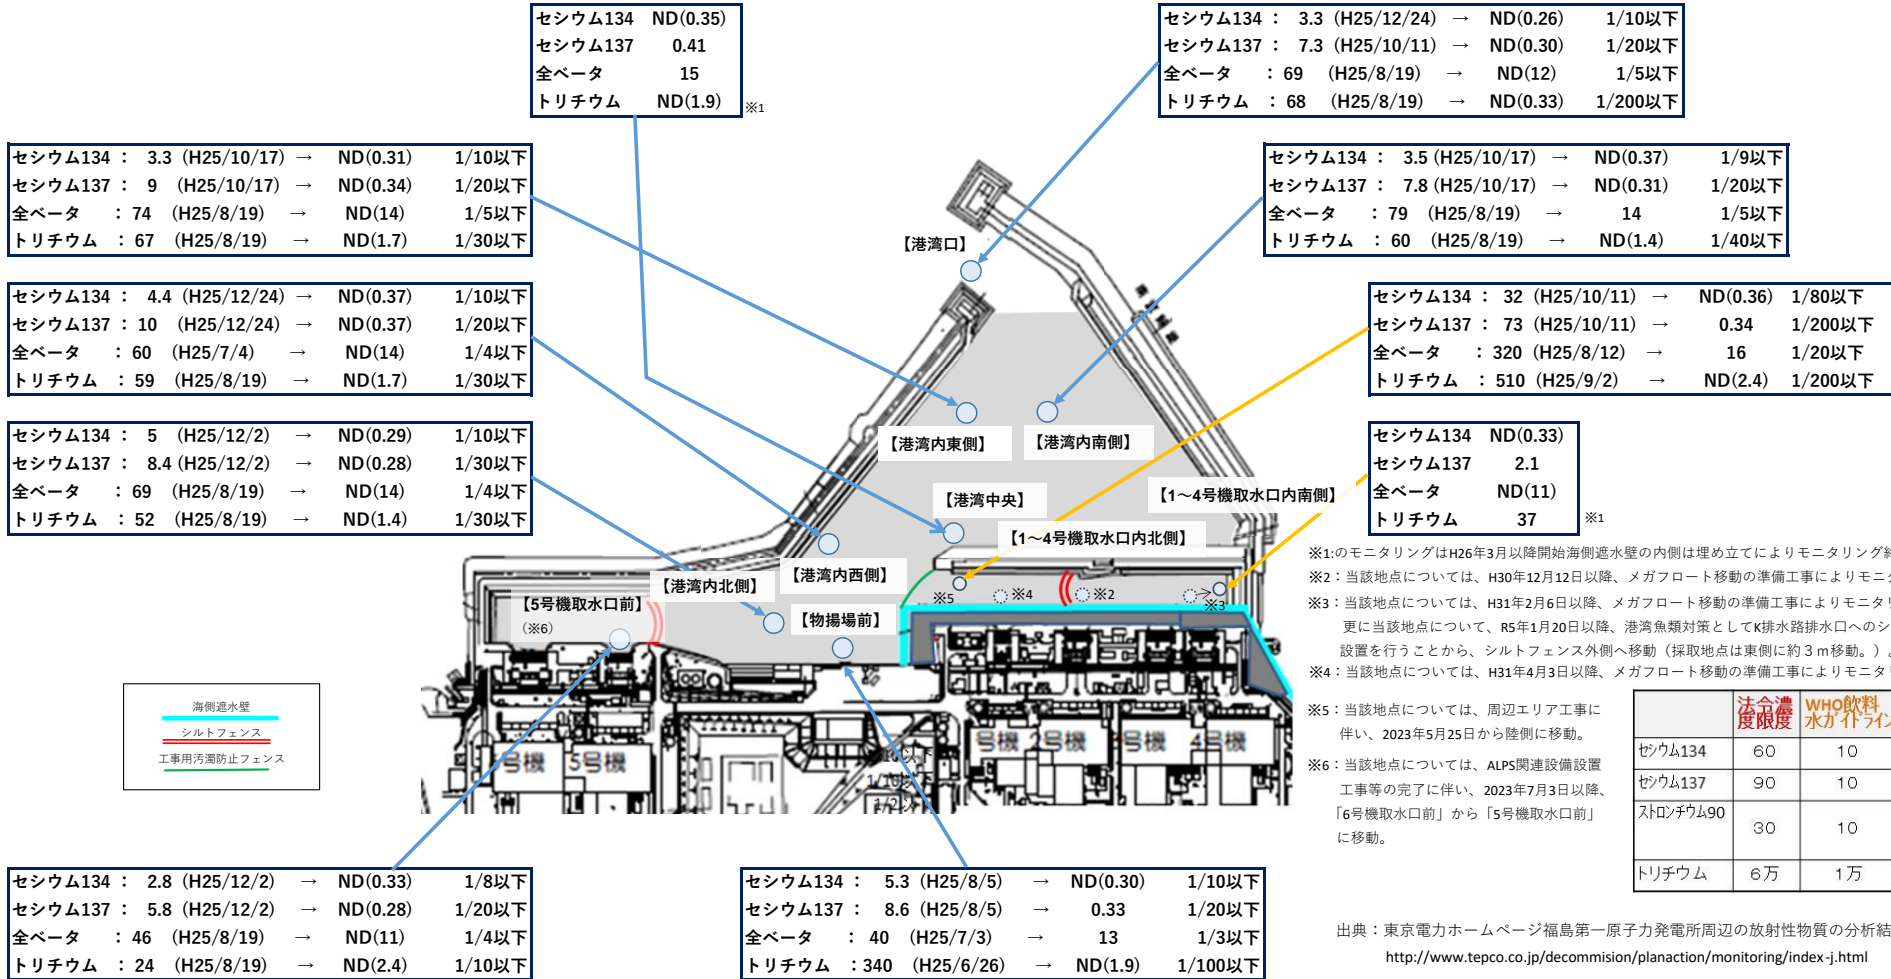 セシウム134 ND(0.35)
セシウム137 0.41
全ベータ 15
トリチウム ND(1.9) ※1
セシウム134 : 3.3 (H25/12/24) → ND(0.26) 1/10以下
セシウム137 : 7.3 (H25/10/11) → ND(0.30) 1/20以下
全ベータ : 69 (H25/8/19) → ND(12) 1/5以下
トリチウム : 68 (H25/8/19) → ND(0.33) 1/200以下
セシウム134 : 3.3 (H25/10/17) → ND(0.31) 1/10以下
セシウム137 : 9 (H25/10/17) → ND(0.34) 1/20以下
全ベータ : 74 (H25/8/19) → ND(14) 1/5以下
トリチウム : 67 (H25/8/19) → ND(1.7) 1/30以下
セシウム134 : 3.5 (H25/10/17) → ND(0.37) 1/9以下
セシウム137 : 7.8 (H25/10/17) → ND(0.31) 1/20以下
全ベータ : 79 (H25/8/19) → 14 1/5以下
トリチウム : 60 (H25/8/19) → ND(1.4) 1/40以下
セシウム134 : 4.4 (H25/12/24) → ND(0.37) 1/10以下
セシウム137 : 10 (H25/12/24) → ND(0.37) 1/20以下
全ベータ : 60 (H25/7/4) → ND(14) 1/4以下
トリチウム : 59 (H25/8/19) → ND(1.7) 1/30以下
セシウム134 : 32 (H25/10/11) → ND(0.36) 1/80以下
セシウム137 : 73 (H25/10/11) → 0.34 1/200以下
全ベータ : 320 (H25/8/12) → 16 1/20以下
トリチウム : 510 (H25/9/2) → ND(2.4) 1/200以下
セシウム134 : 5 (H25/12/2) → ND(0.29) 1/10以下
セシウム137 : 8.4 (H25/12/2) → ND(0.28) 1/30以下
全ベータ : 69 (H25/8/19) → ND(14) 1/4以下
トリチウム : 52 (H25/8/19) → ND(1.4) 1/30以下
セシウム134 ND(0.33)
セシウム137 2.1
全ベータ ND(11)
トリチウム 37 ※1
【港湾口】
【港湾内東側】
【港湾内南側】
【港湾中央】
【1～4号機取水口内南側】
【1～4号機取水口内北側】
【港湾内西側】
【港湾内北側】
【5号機取水口前】
(※6)
【物揚場前】
※5
※4
※2
※3
号機 5号機
号機 2号機 3号機 4号機
1/10以下
1/10以下
1/2以下
海側遮水壁
シルトフェンス
工事用汚濁防止フェンス
※1:のモニタリングはH26年3月以降開始海側遮水壁の内側は埋め立てによりモニタリング終
※2：当該地点については、H30年12月12日以降、メガフロート移動の準備工事によりモニタ
※3：当該地点については、H31年2月6日以降、メガフロート移動の準備工事によりモニタリ
更に当該地点について、R5年1月20日以降、港湾魚類対策としてK排水路排水口へのシ
設置を行うことから、シルトフェンス外側へ移動（採取地点は東側に約３ｍ移動。）。
※4：当該地点については、H31年4月3日以降、メガフロート移動の準備工事によりモニタリ
※5：当該地点については、周辺エリア工事に
伴い、2023年5月25日から陸側に移動。
※6：当該地点については、ALPS関連設備設置
工事等の完了に伴い、2023年7月3日以降、
「6号機取水口前」から「5号機取水口前」
に移動。
法令濃度限度 WHO飲料水ガイドライン
セシウム134 60 10
セシウム137 90 10
ストロンチウム90 30 10
トリチウム 6万 1万
セシウム134 : 2.8 (H25/12/2) → ND(0.33) 1/8以下
セシウム137 : 5.8 (H25/12/2) → ND(0.28) 1/20以下
全ベータ : 46 (H25/8/19) → ND(11) 1/4以下
トリチウム : 24 (H25/8/19) → ND(2.4) 1/10以下
セシウム134 : 5.3 (H25/8/5) → ND(0.30) 1/10以下
セシウム137 : 8.6 (H25/8/5) → 0.33 1/20以下
全ベータ : 40 (H25/7/3) → 13 1/3以下
トリチウム : 340 (H25/6/26) → ND(1.9) 1/100以下
出典：東京電力ホームページ福島第一原子力発電所周辺の放射性物質の分析結
http://www.tepco.co.jp/decommision/planaction/monitoring/index-j.html